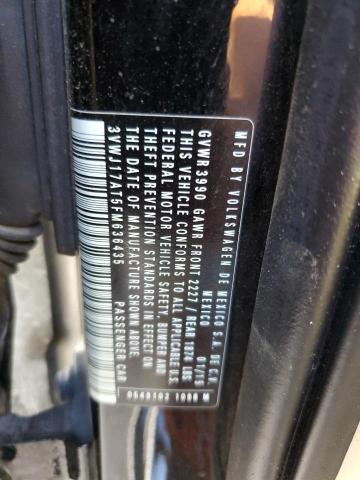 MFD BY VOLKSWAGEN DE MEXICO S.A. DE C.V.
MEXICO 01/15
GVWR 3990 GAWR FRONT 2227/ REAR 1874 LBS
THIS VEHICLE CONFORMS TO ALL APPLICABLE U.S.
FEDERAL MOTOR VEHICLE SAFETY, BUMPER AND
THEFT PREVENTION STANDARDS IN EFFECT ON
THE DATE OF MANUFACTURE SHOWN ABOVE.
3VWJ17AT5FM636435 PASSENGER CAR